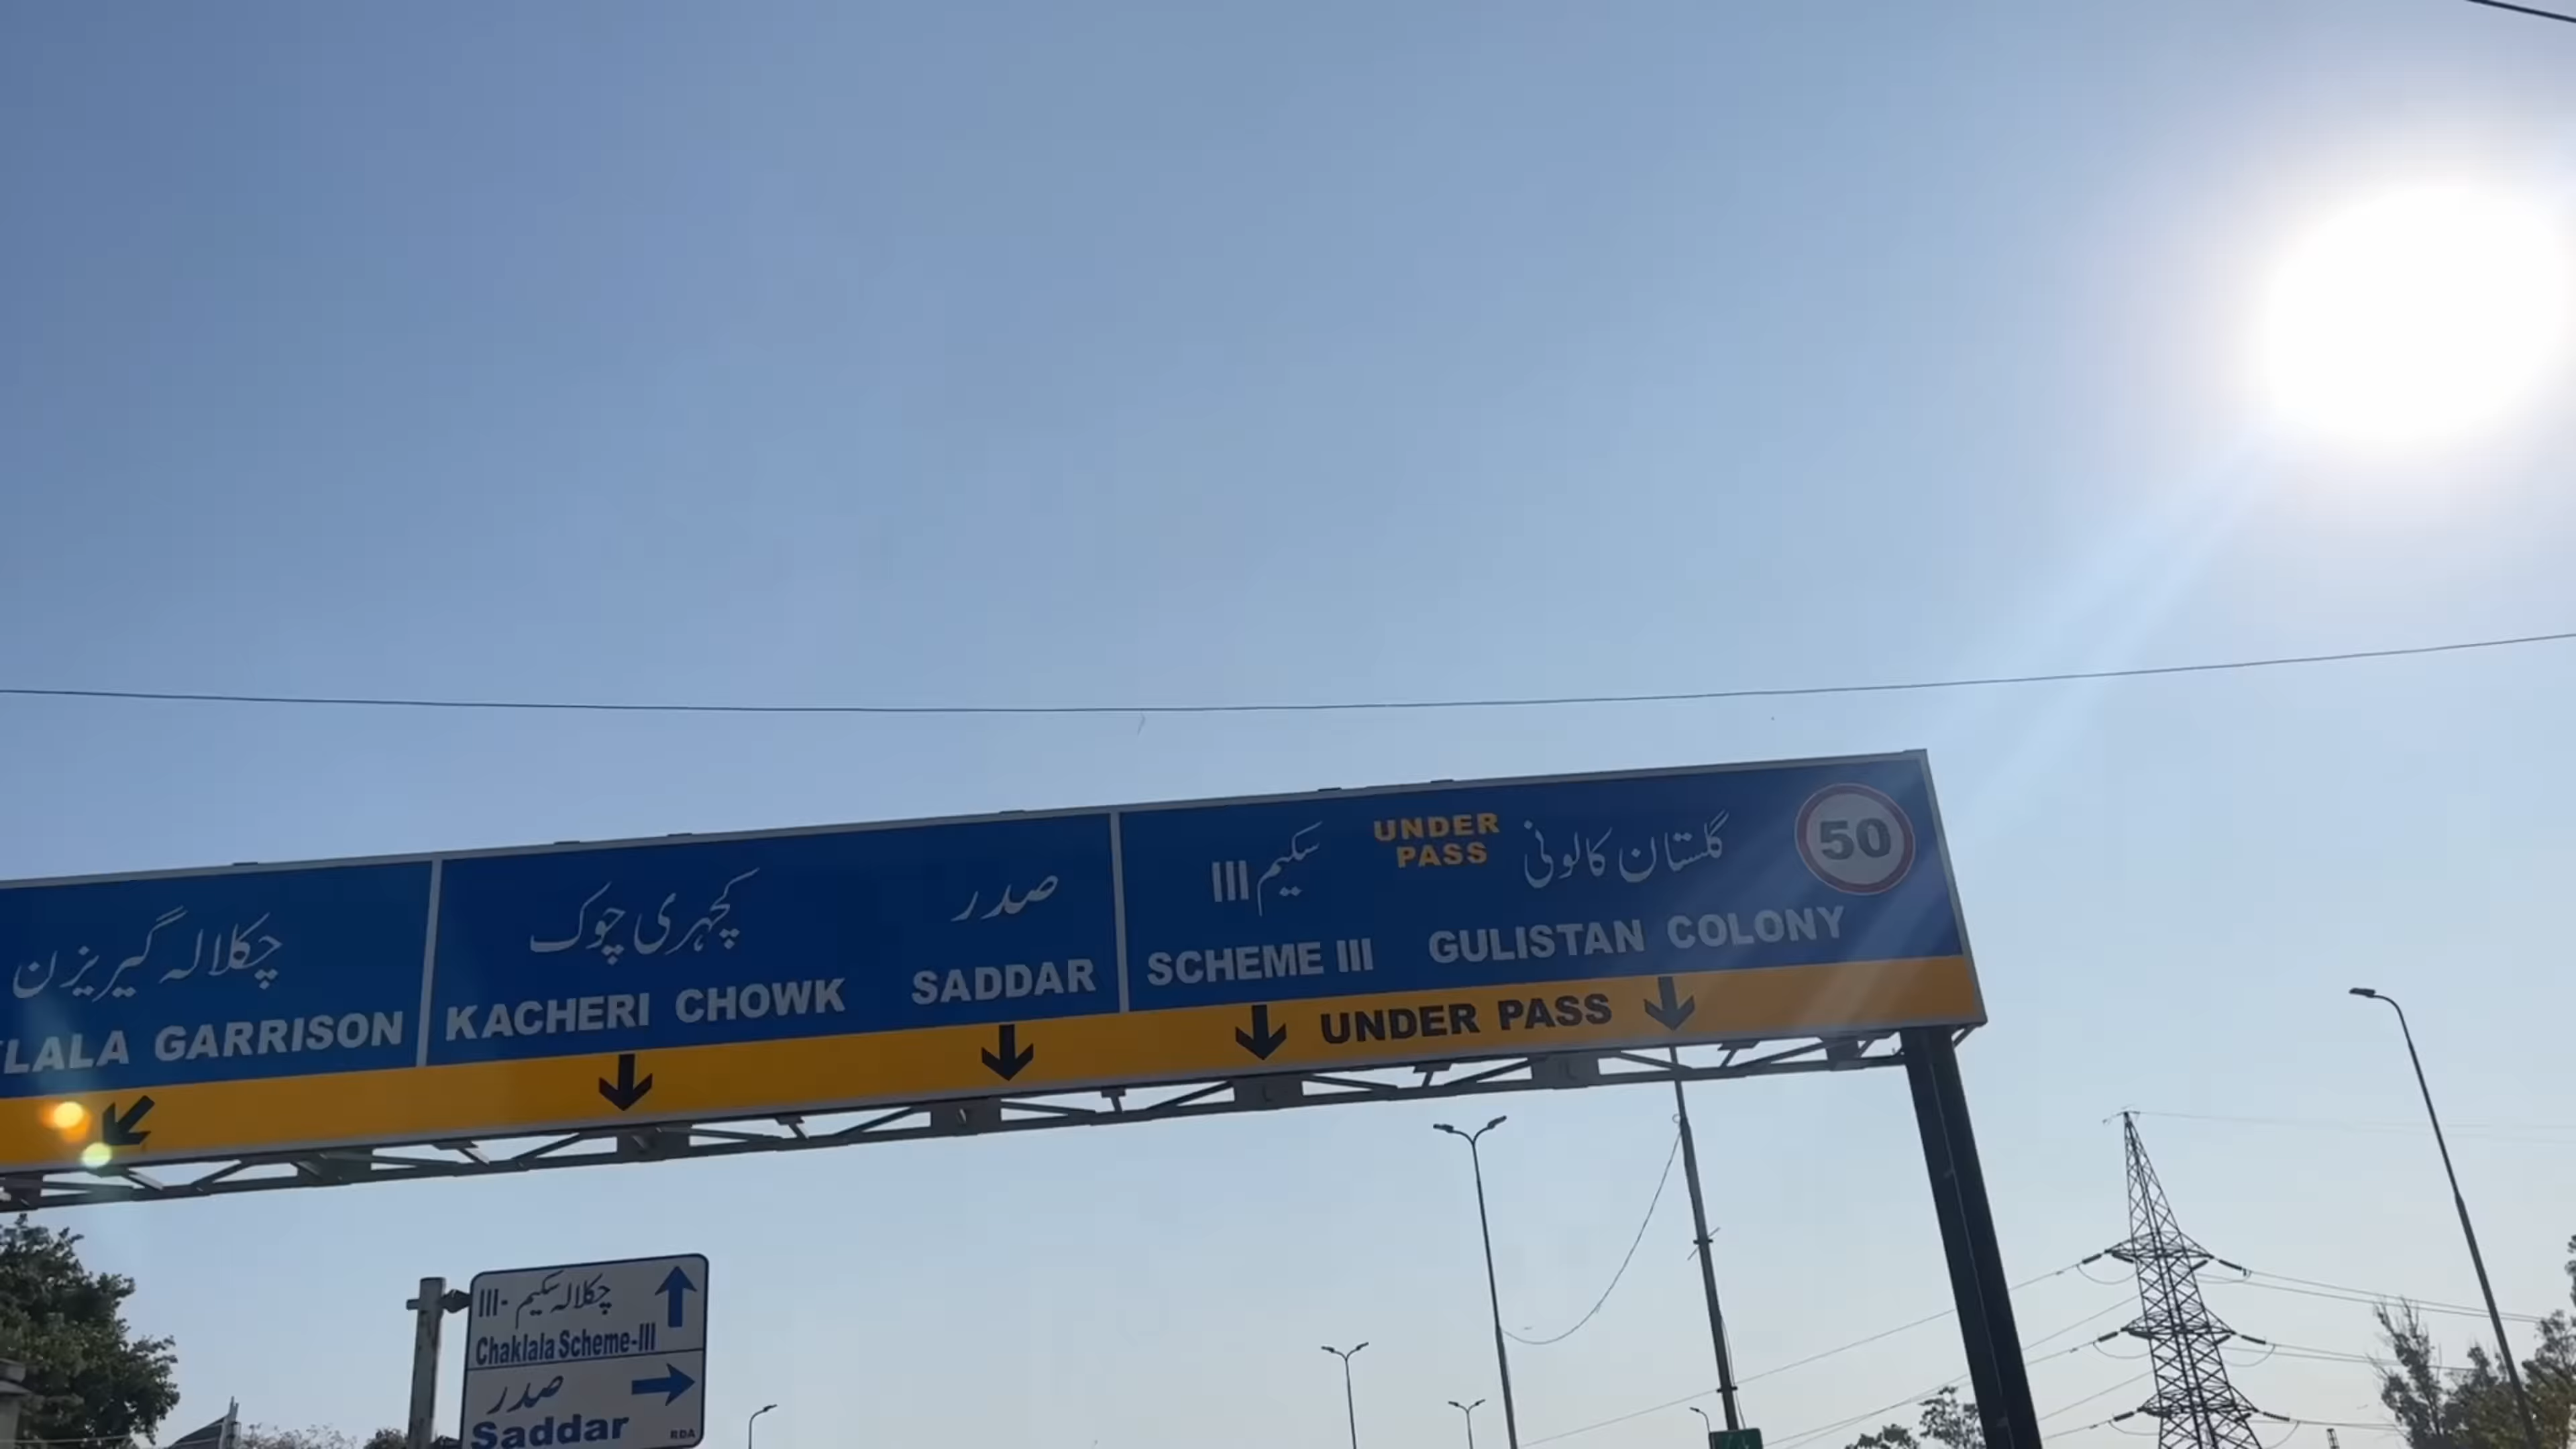 چکلالہ گیریزن
GARRISON
کچہری چوک
صدر
KACHERI CHOWK
SADDAR
سکیم III
UNDER
PASS
گلستان کالونی
50
SCHEME III
GULISTAN COLONY
UNDER PASS
چکلالہ سکیم-III
Chaklala Scheme-III
صدر
Saddar
RDA